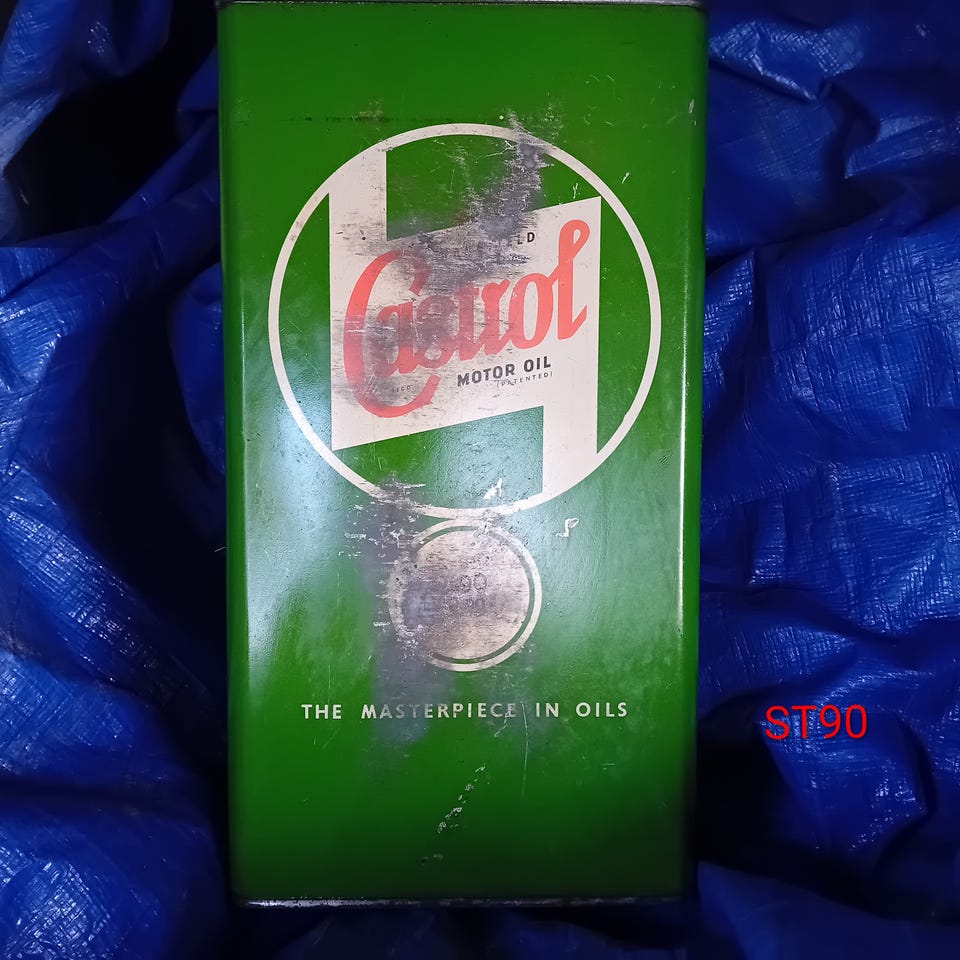 Castrol
MOTOR OIL
(PATENTED)
THE MASTERPIECE IN OILS
ST90